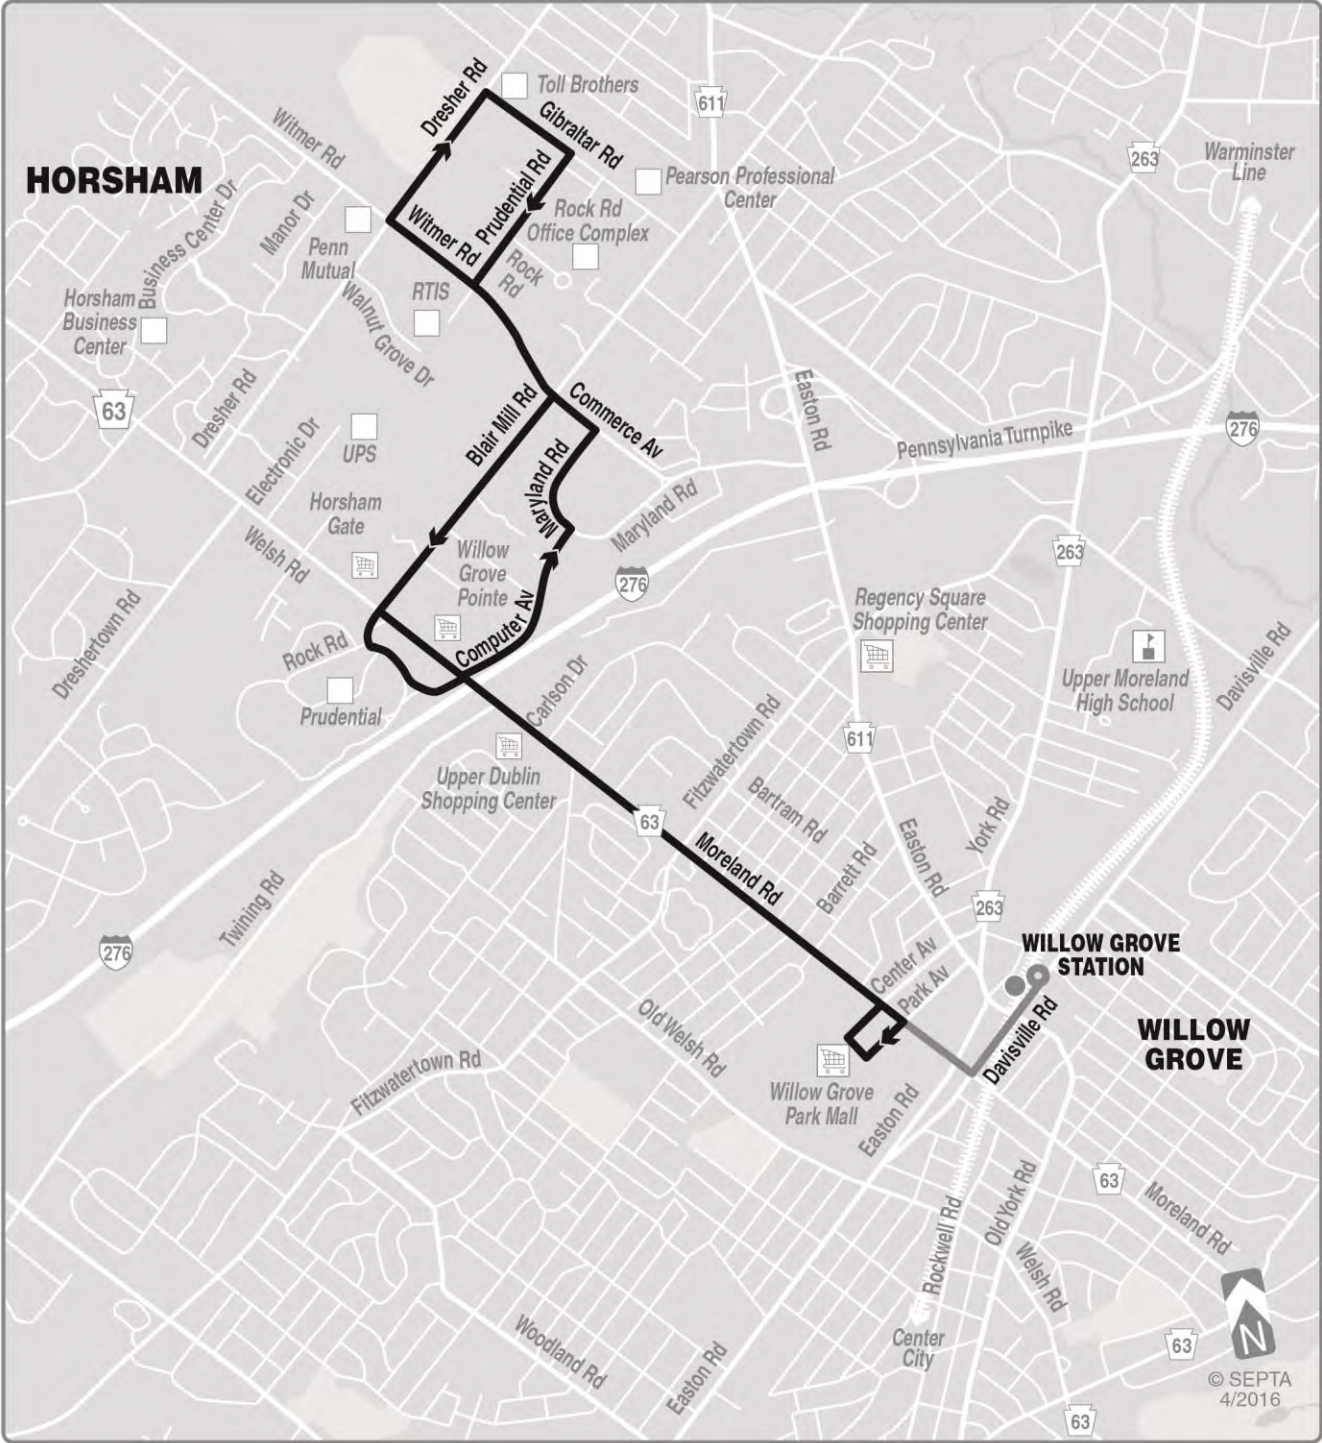 Dresher Rd
Toll Brothers
Gibraltar Rd
611
Witmer Rd
263
Warminster
Line
HORSHAM
Prudential Rd
Pearson Professional
Center
Business Center Dr
Manor Dr
Witmer Rd
Rock Rd
Office Complex
Penn
Mutual
Rock
Rd
RTIS
Horsham
Business
Center
Walnut Grove Dr
63
Dresher Rd
Blair Mill Rd
Commerce Av
Easton Rd
Pennsylvania Turnpike
276
Electronic Dr
UPS
Maryland Rd
Maryland Rd
Horsham
Gate
Welsh Rd
Willow
Grove
Pointe
263
276
Computer Av
Regency Square
Shopping Center
Dreshertown Rd
Rock Rd
Davisville Rd
Upper Moreland
High School
Prudential
Carlson Dr
611
Fitzwatertown Rd
Upper Dublin
Shopping Center
Bartram Rd
63
York Rd
Easton Rd
Moreland Rd
Barrett Rd
Twining Rd
263
276
Center Av
WILLOW GROVE
STATION
Park Av
Old Welsh Rd
Davisville Rd
WILLOW
GROVE
Fitzwatertown Rd
Willow Grove
Park Mall
Easton Rd
63
Moreland Rd
Old York Rd
Rockwell Rd
Welsh Rd
N
Woodland Rd
Center
City
63
Easton Rd
© SEPTA
4/2016
63